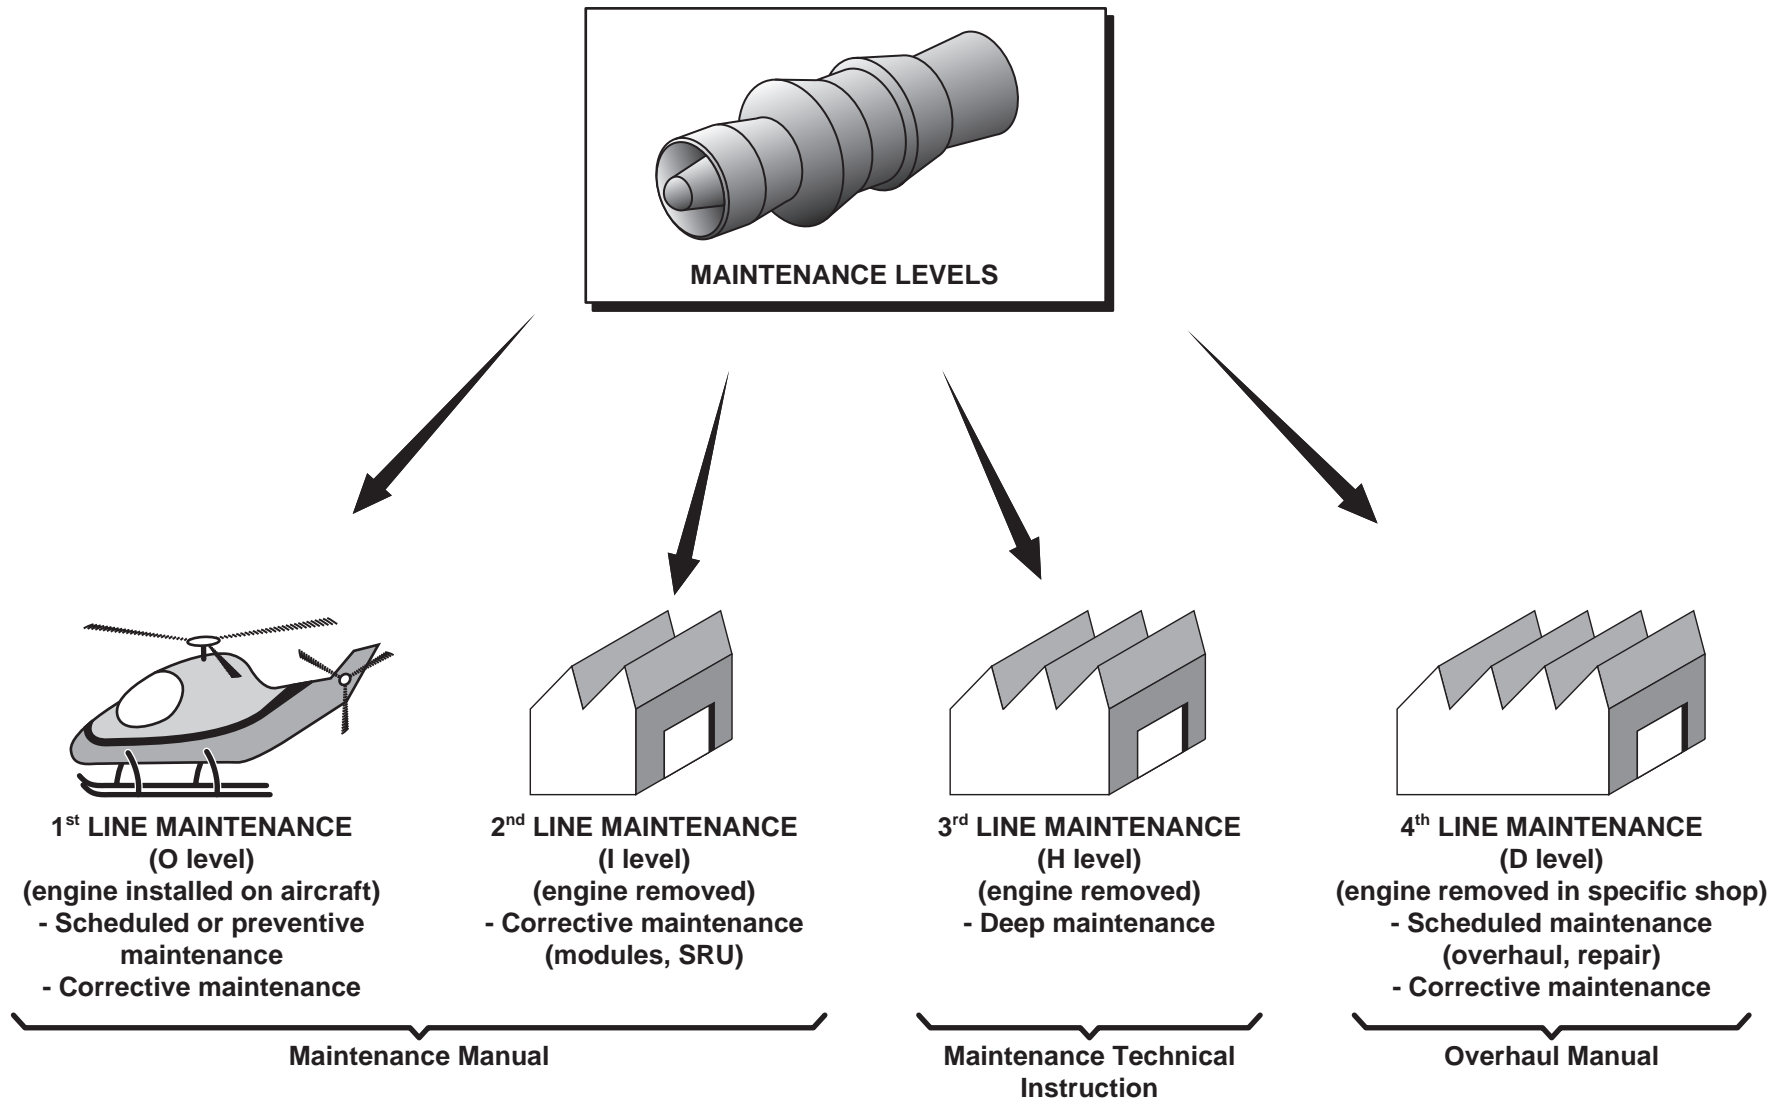 MAINTENANCE LEVELS
1st LINE MAINTENANCE
(O level)
(engine installed on aircraft)
- Scheduled or preventive
maintenance
- Corrective maintenance
2nd LINE MAINTENANCE
(I level)
(engine removed)
- Corrective maintenance
(modules, SRU)
3rd LINE MAINTENANCE
(H level)
(engine removed)
- Deep maintenance
4th LINE MAINTENANCE
(D level)
(engine removed in specific shop)
- Scheduled maintenance
(overhaul, repair)
- Corrective maintenance
Maintenance Manual
Maintenance Technical
Instruction
Overhaul Manual